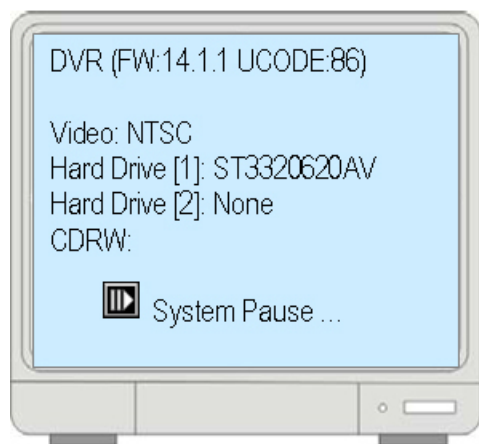 DVR (FW:14.1.1 UCODE:86)
Video: NTSC
Hard Drive [1]: ST3320620AV
Hard Drive [2]: None
CDRW:
System Pause ...